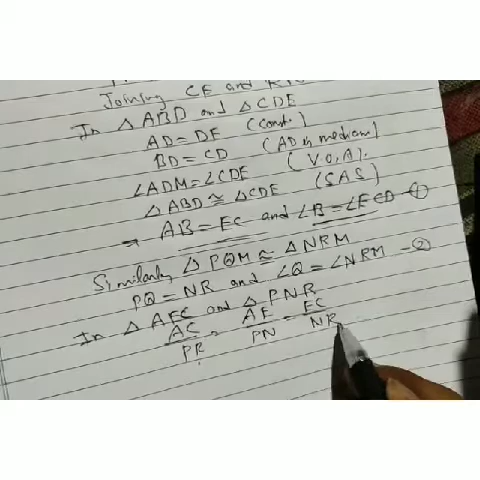 Joining CE and
In △ ABD and △ CDE
AD = DE (Const.)
BD = CD (AD is median)
∠ADM = ∠CDE (V.O.A).
△ ABD ≅ △CDE (SAS)
→ AB = EC and ∠B = ∠ECD -①
Similarly △ PQM ≅ △NRM
PQ = NR and ∠Q = ∠NRM -②
In △ AEC and △ PNR
AC/PR = AE/PN = EC/NR